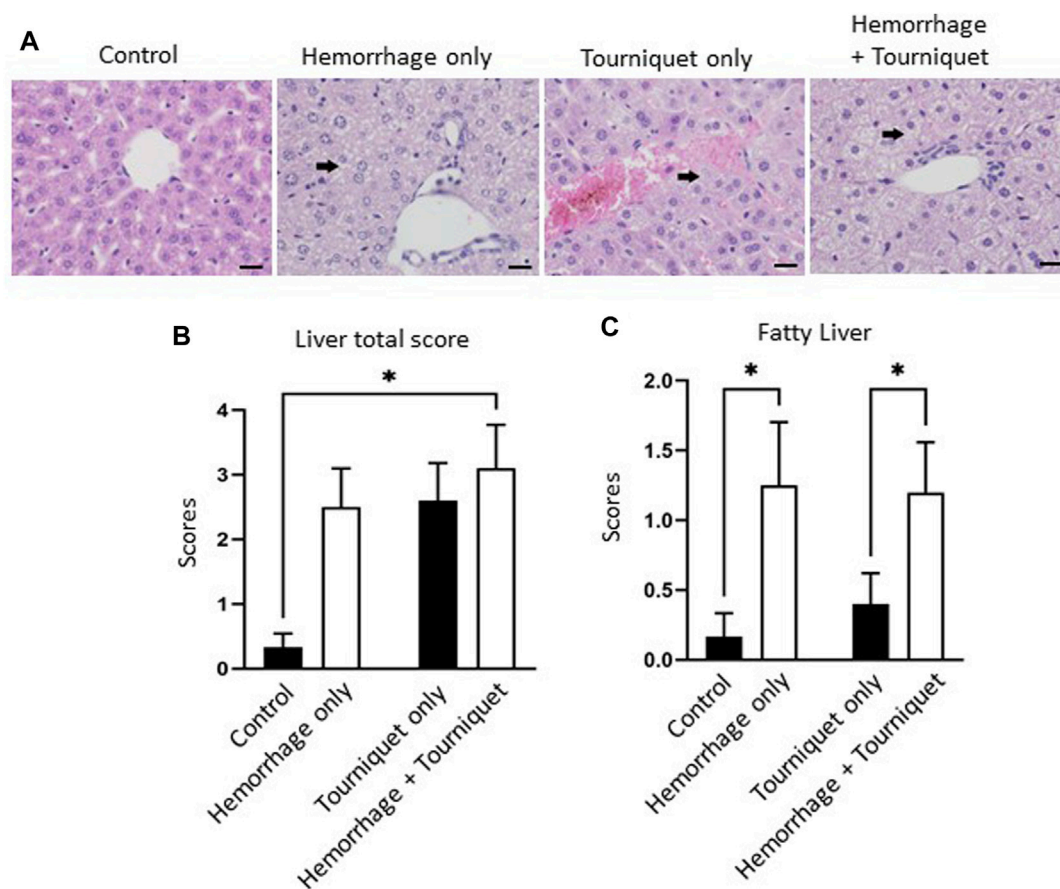 A
Control
Hemorrhage only
Tourniquet only
Hemorrhage
+ Tourniquet
B
Liver total score
*
Scores
4
3
2
1
0
Control
Hemorrhage only
Tourniquet only
Hemorrhage + Tourniquet
C
Fatty Liver
*
*
Scores
2.0
1.5
1.0
0.5
0.0
Control
Hemorrhage only
Tourniquet only
Hemorrhage + Tourniquet